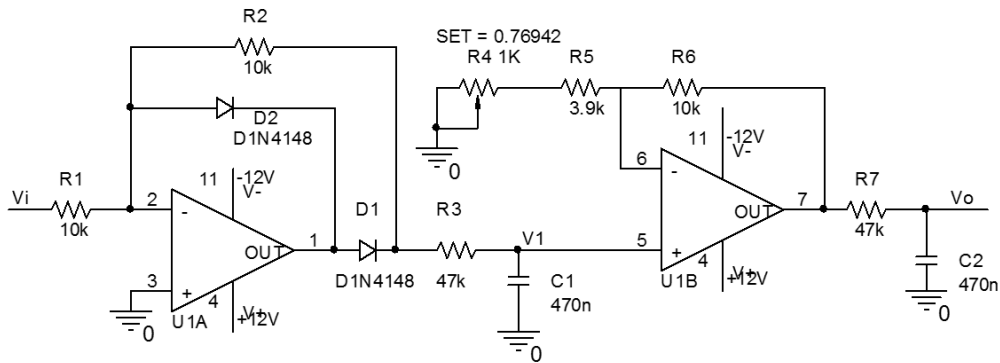 R2
10k
SET = 0.76942
R4 1K
R5
3.9k
R6
10k
D2
D1N4148
11
-12V
V-
11
-12V
V-
Vi
R1
10k
2
-
OUT
1
D1
D1N4148
R3
47k
V1
6
-
OUT
7
R7
47k
Vo
3
+
4
V+
+12V
U1A
0
C1
470n
0
5
+
4
V+
+12V
U1B
0
C2
470n
0